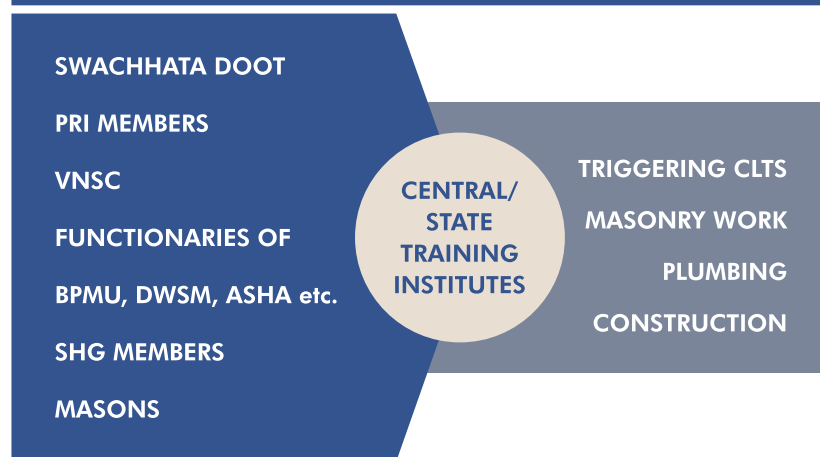 SWACHHATA DOOT
PRI MEMBERS
VNSC
FUNCTIONARIES OF
BPMU, DWSM, ASHA etc.
SHG MEMBERS
MASONS
CENTRAL/
STATE
TRAINING
INSTITUTES
TRIGGERING CLTS
MASONRY WORK
PLUMBING
CONSTRUCTION